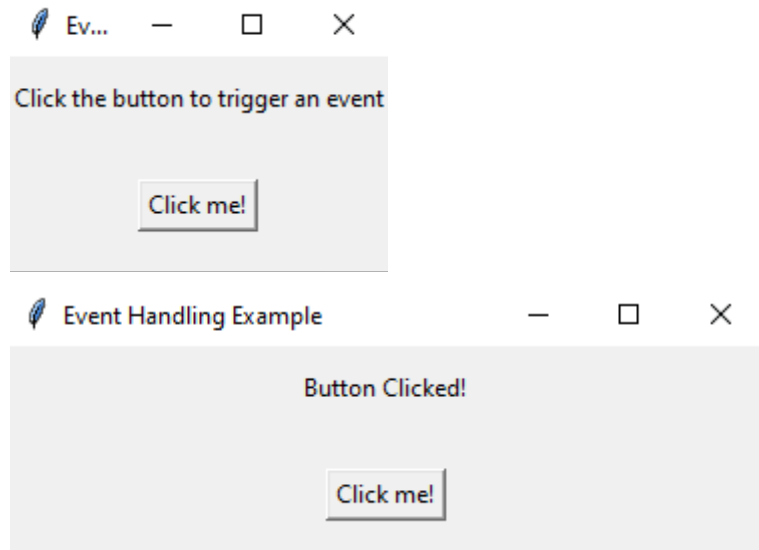 Ev...
Click the button to trigger an event
Click me!
Event Handling Example
Button Clicked!
Click me!